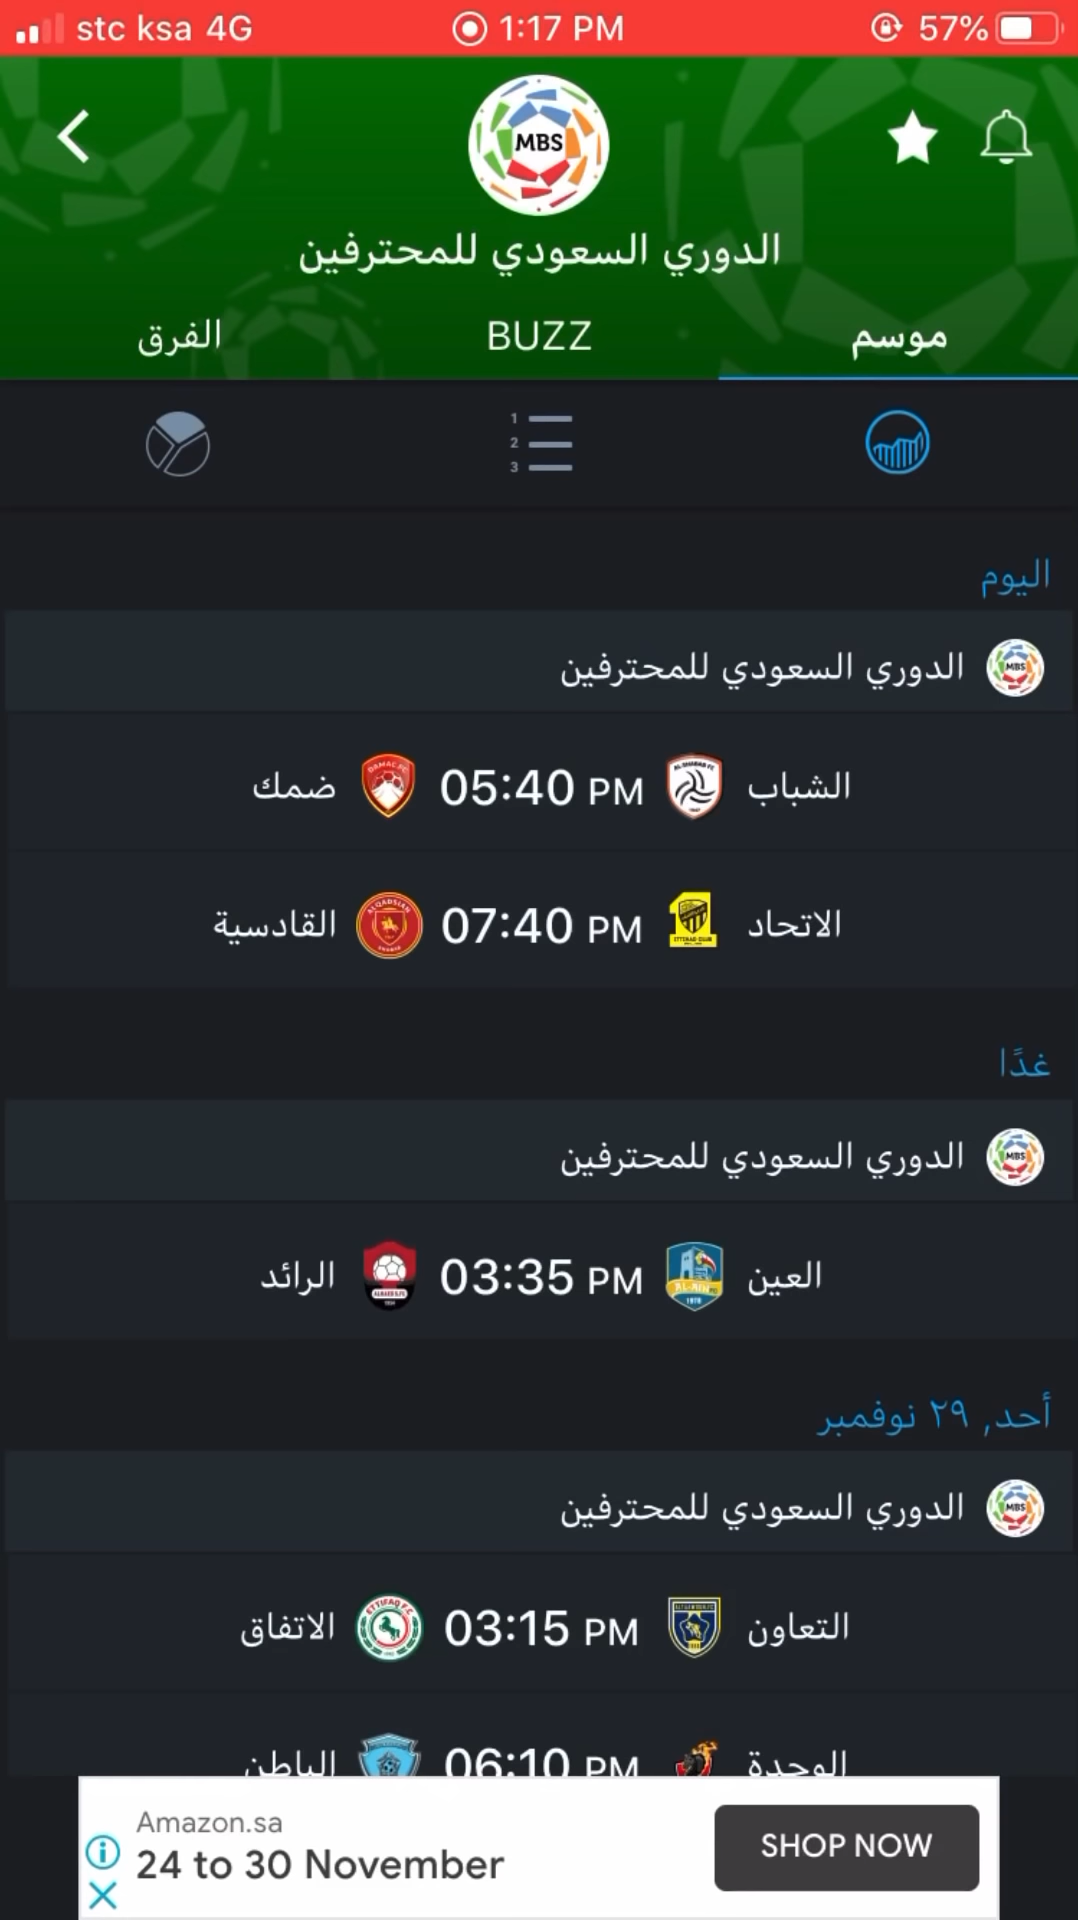 stc ksa 4G 1:17 PM 57%
MBS
الدوري السعودي للمحترفين
موسم BUZZ الفرق
1
2
3
اليوم
MBS الدوري السعودي للمحترفين
الشباب 05:40 PM ضمك
الاتحاد 07:40 PM القادسية
غدًا
MBS الدوري السعودي للمحترفين
العين 03:35 PM الرائد
أحد, ٢٩ نوفمبر
MBS الدوري السعودي للمحترفين
التعاون 03:15 PM الاتفاق
الوحدة 06:10 PM الباطن
Amazon.sa
24 to 30 November
SHOP NOW